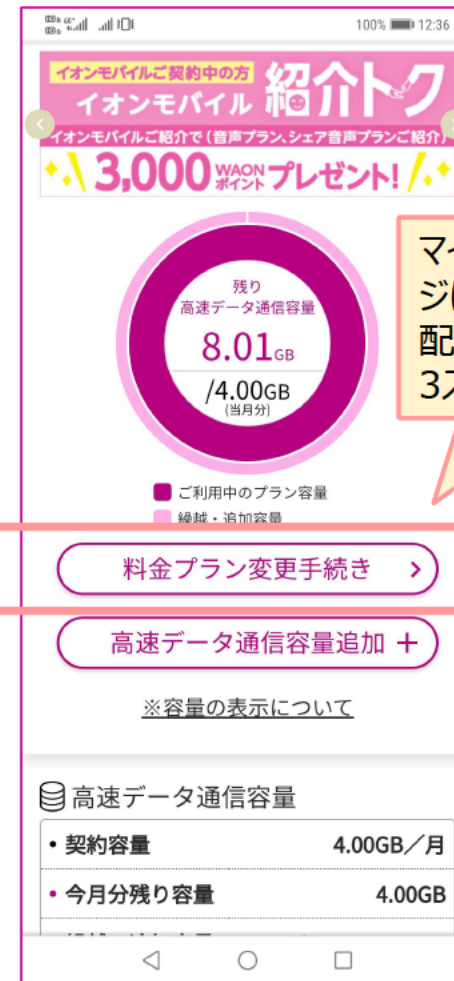 100% 12:36
イオンモバイルご契約中の方
イオンモバイル 紹介トク
イオンモバイルご紹介で(音声プラン、シェア音声プランご紹介)
3,000 WAONポイント プレゼント!
残り
高速データ通信容量
8.01GB
/4.00GB
(当月分)
マイ
ジ
配
3
ご利用中のプラン容量
繰越・追加容量
料金プラン変更手続き >
高速データ通信容量追加 +
※容量の表示について
高速データ通信容量
• 契約容量 4.00GB/月
• 今月分残り容量 4.00GB